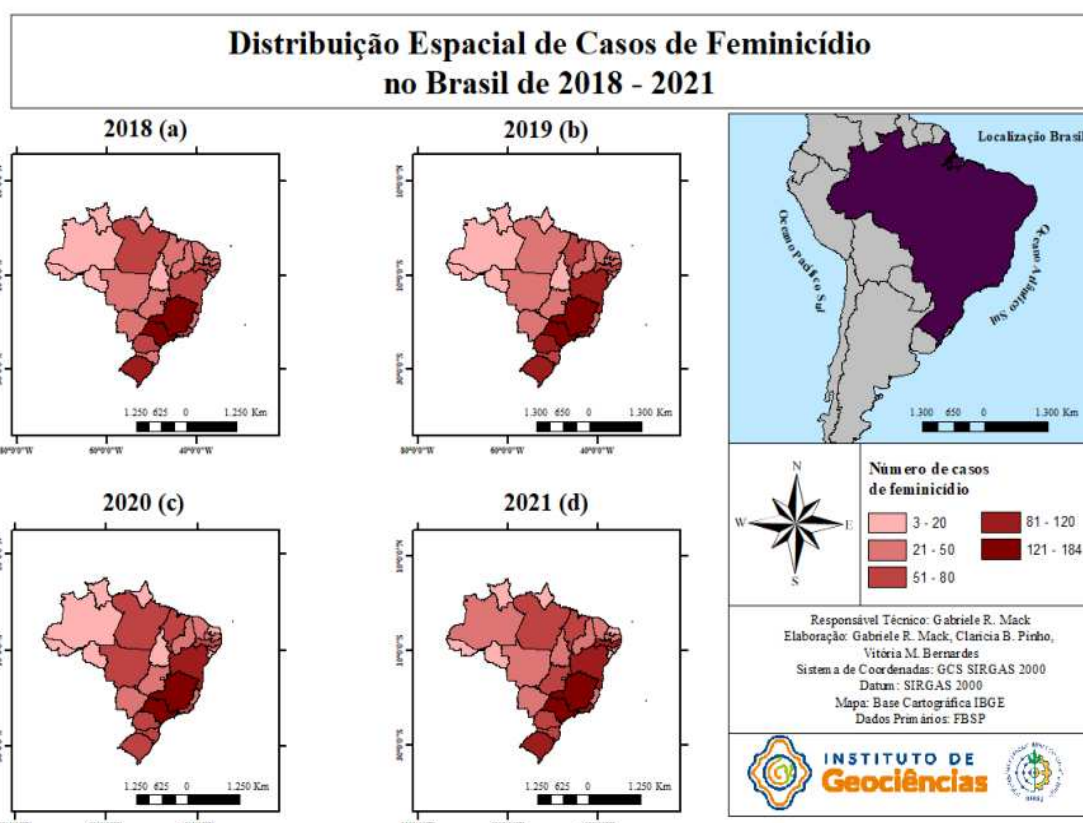 Distribuição Espacial de Casos de Feminicídio
no Brasil de 2018 - 2021
2018 (a)
1.250 625 0 1.250 Km
40°0'0"W
2019 (b)
1.300 650 0 1.300 Km
80°0'0"W 60°0'0"W 40°0'0"W
2020 (c)
1.250 625 0 1.250 Km
2021 (d)
1.250 625 0 1.250 Km
Localização Brasil
Oceano Pacífico Sul
Oceano Atlântico Sul
1.300 650 0 1.300 Km
N
W E
S
Número de casos
de feminicídio
3 - 20
21 - 50
51 - 80
81 - 120
121 - 184
Responsável Técnico: Gabriele R. Mack
Elaboração: Gabriele R. Mack, Claricia B. Pinho,
Vitória M. Bernardes
Sistema de Coordenadas: GCS SIRGAS 2000
Datum: SIRGAS 2000
Mapa: Base Cartográfica IBGE
Dados Primários: FBSP
INSTITUTO DE
Geociências